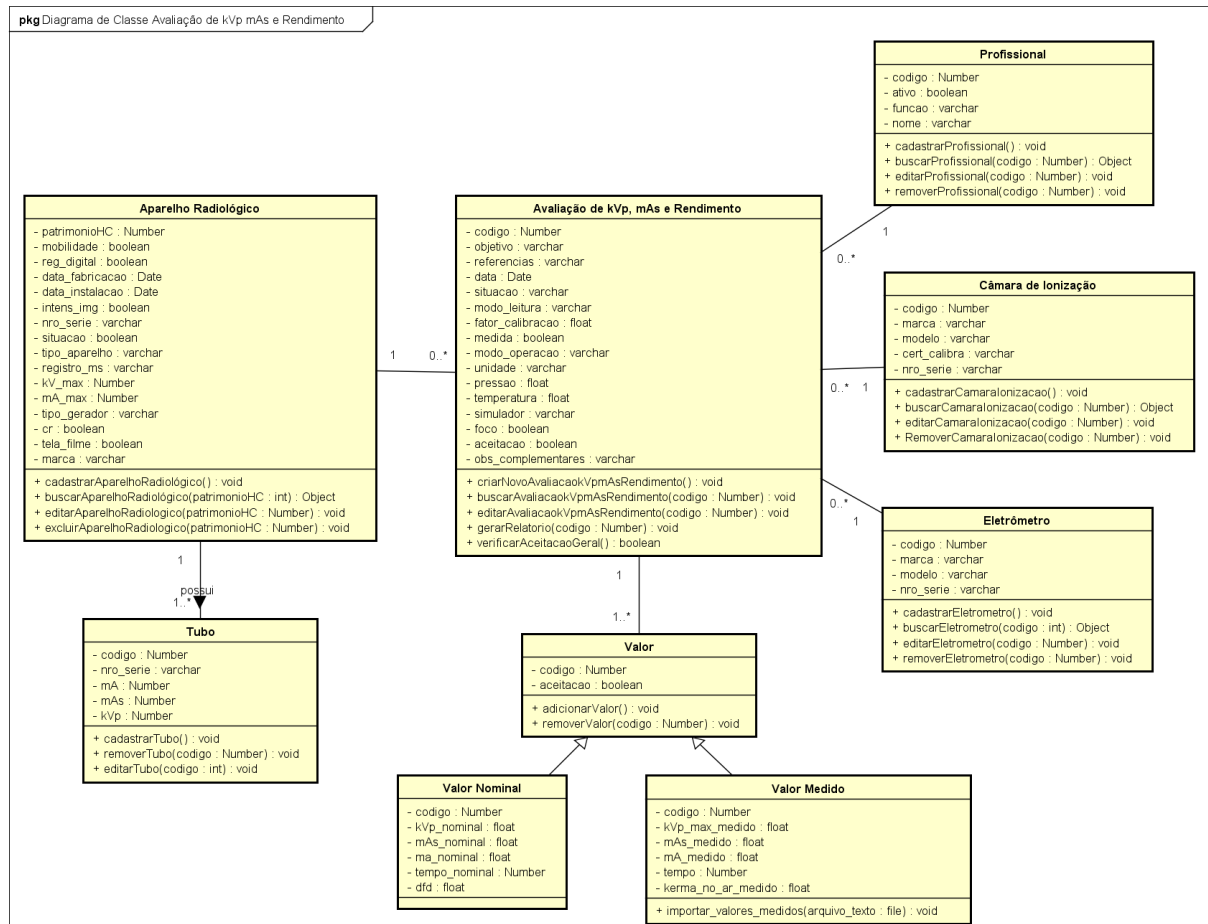 pkg Diagrama de Classe Avaliação de kVp mAs e Rendimento
Profissional
- codigo : Number
- ativo : boolean
- funcao : varchar
- nome : varchar
+ cadastrarProfissional() : void
+ buscarProfissional(codigo : Number) : Object
+ editarProfissional(codigo : Number) : void
+ removerProfissional(codigo : Number) : void
1
0..*
Aparelho Radiológico
- patrimonioHC : Number
- mobilidade : boolean
- reg_digital : boolean
- data_fabricacao : Date
- data_instalacao : Date
- intens_img : boolean
- nro_serie : varchar
- situacao : boolean
- tipo_aparelho : varchar
- registro_ms : varchar
- kV_max : Number
- mA_max : Number
- tipo_gerador : varchar
- cr : boolean
- tela_filme : boolean
- marca : varchar
+ cadastrarAparelhoRadiológico() : void
+ buscarAparelhoRadiológico(patrimonioHC : int) : Object
+ editarAparelhoRadiologico(patrimonioHC : Number) : void
+ excluirAparelhoRadiologico(patrimonioHC : Number) : void
1
0..*
Avaliação de kVp, mAs e Rendimento
- codigo : Number
- objetivo : varchar
- referencias : varchar
- data : Date
- situacao : varchar
- modo_leitura : varchar
- fator_calibracao : float
- medida : boolean
- modo_operacao : varchar
- unidade : varchar
- pressao : float
- temperatura : float
- simulador : varchar
- foco : boolean
- aceitacao : boolean
- obs_complementares : varchar
+ criarNovoAvaliacaokVpmAsRendimento() : void
+ buscarAvaliacaokVpmAsRendimento(codigo : Number) : void
+ editarAvaliacaokVpmAsRendimento(codigo : Number) : void
+ gerarRelatorio(codigo : Number) : void
+ verificarAceitacaoGeral() : boolean
Câmara de Ionização
- codigo : Number
- marca : varchar
- modelo : varchar
- cert_calibra : varchar
- nro_serie : varchar
+ cadastrarCamaraIonizacao() : void
+ buscarCamaraIonizacao(codigo : Number) : Object
+ editarCamaraIonizacao(codigo : Number) : void
+ RemoverCamaraIonizacao(codigo : Number) : void
0..*
1
0..*
1
Eletrômetro
- codigo : Number
- marca : varchar
- modelo : varchar
- nro_serie : varchar
+ cadastrarEletrometro() : void
+ buscarEletrometro(codigo : int) : Object
+ editarEletrometro(codigo : Number) : void
+ removerEletrometro(codigo : Number) : void
1
possui
1..*
Tubo
- codigo : Number
- nro_serie : varchar
- mA : Number
- mAs : Number
- kVp : Number
+ cadastrarTubo() : void
+ removerTubo(codigo : Number) : void
+ editarTubo(codigo : int) : void
1
1..*
Valor
- codigo : Number
- aceitacao : boolean
+ adicionarValor() : void
+ removerValor(codigo : Number) : void
Valor Nominal
- codigo : Number
- kVp_nominal : float
- mAs_nominal : float
- ma_nominal : float
- tempo_nominal : Number
- dfd : float
Valor Medido
- codigo : Number
- kVp_max_medido : float
- mAs_medido : float
- mA_medido : float
- tempo : Number
- kerma_no_ar_medido : float
+ importar_valores_medidos(arquivo_texto : file) : void